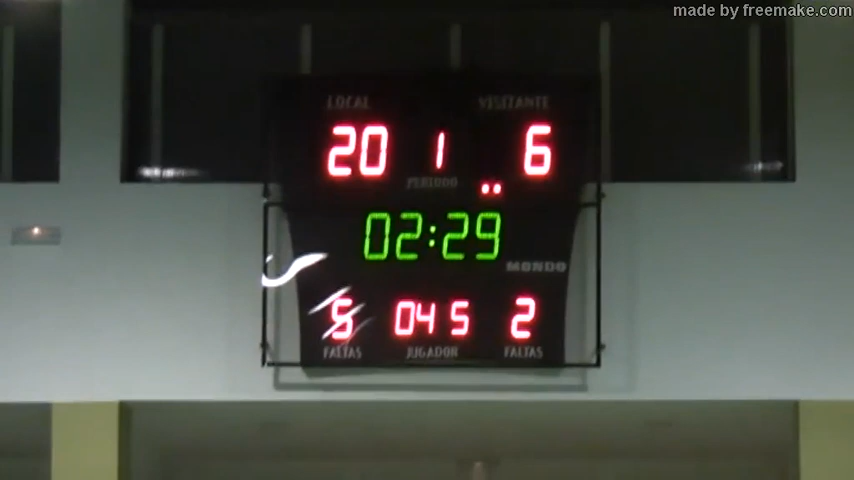 made by freemake.com
LOCAL VISITANTE
20 1 6
PERIODO
02:29
MONDO
5 04 5 2
FALTAS JUGADOR FALTAS